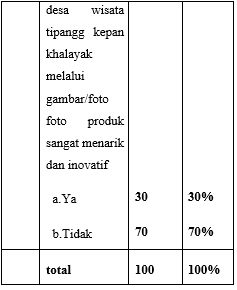 desa wisata
tipangg kepan
khalayak
melalui
gambar/foto
foto produk
sangat menarik
dan inovatif
a.Ya 30 30%
b.Tidak 70 70%
total 100 100%